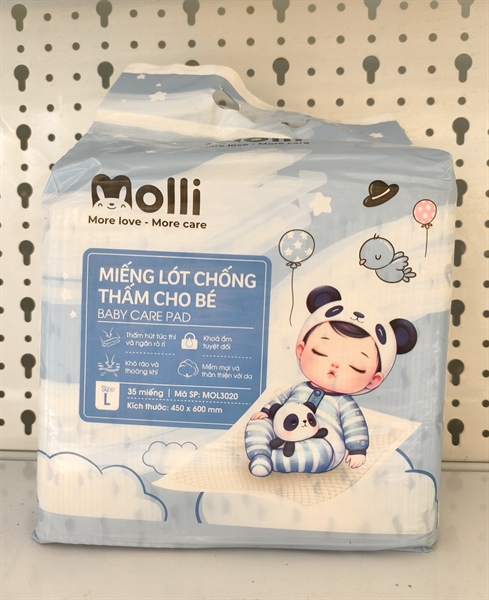 Molli
More love - More care
Molli
More love - More care
MIẾNG LÓT CHỐNG
THẤM CHO BÉ
BABY CARE PAD
Thấm hút tức thì
và ngăn rò rỉ
Khoá ẩm
tuyệt đối
Khô ráo và
thoáng khí
Mềm mại và
thân thiện với da
Size
L
35 miếng | Mã SP: MOL3020
Kích thước: 450 x 600 mm